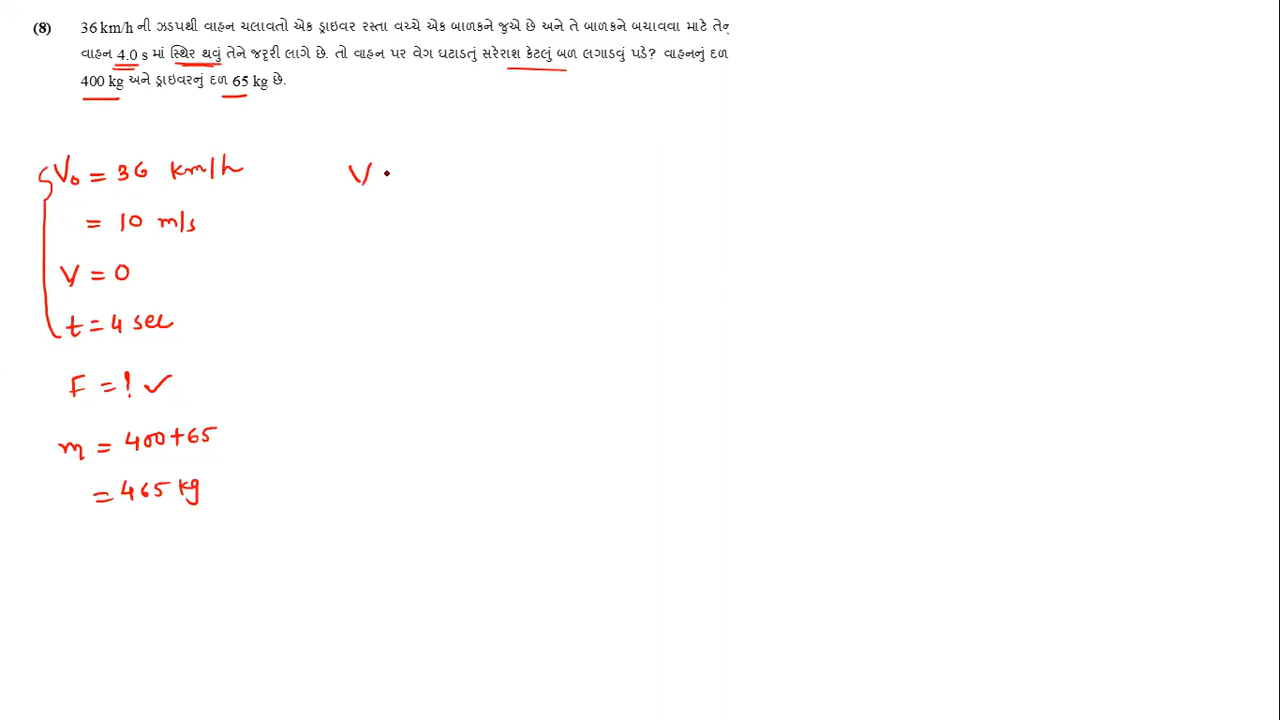 (8) 36 km/h ની ઝડપથી વાહન ચલાવતો એક ડ્રાઇવર રસ્તા વચ્ચે એક બાળકને જુએ છે અને તે બાળકને બચાવવા માટે તેનુ
વાહન 4.0 s માં સ્થિર થવું તેને જરૂરી લાગે છે. તો વાહન પર વેગ ઘટાડતું સરેરાશ કેટલું બળ લગાડવું પડે? વાહનનું દળ
400 kg અને ડ્રાઇવરનું દળ 65 kg છે.
V₀ = 36 km/h
= 10 m/s
V = 0
t = 4 sec
F = ! ✓
m = 400+65
= 465 kg
V